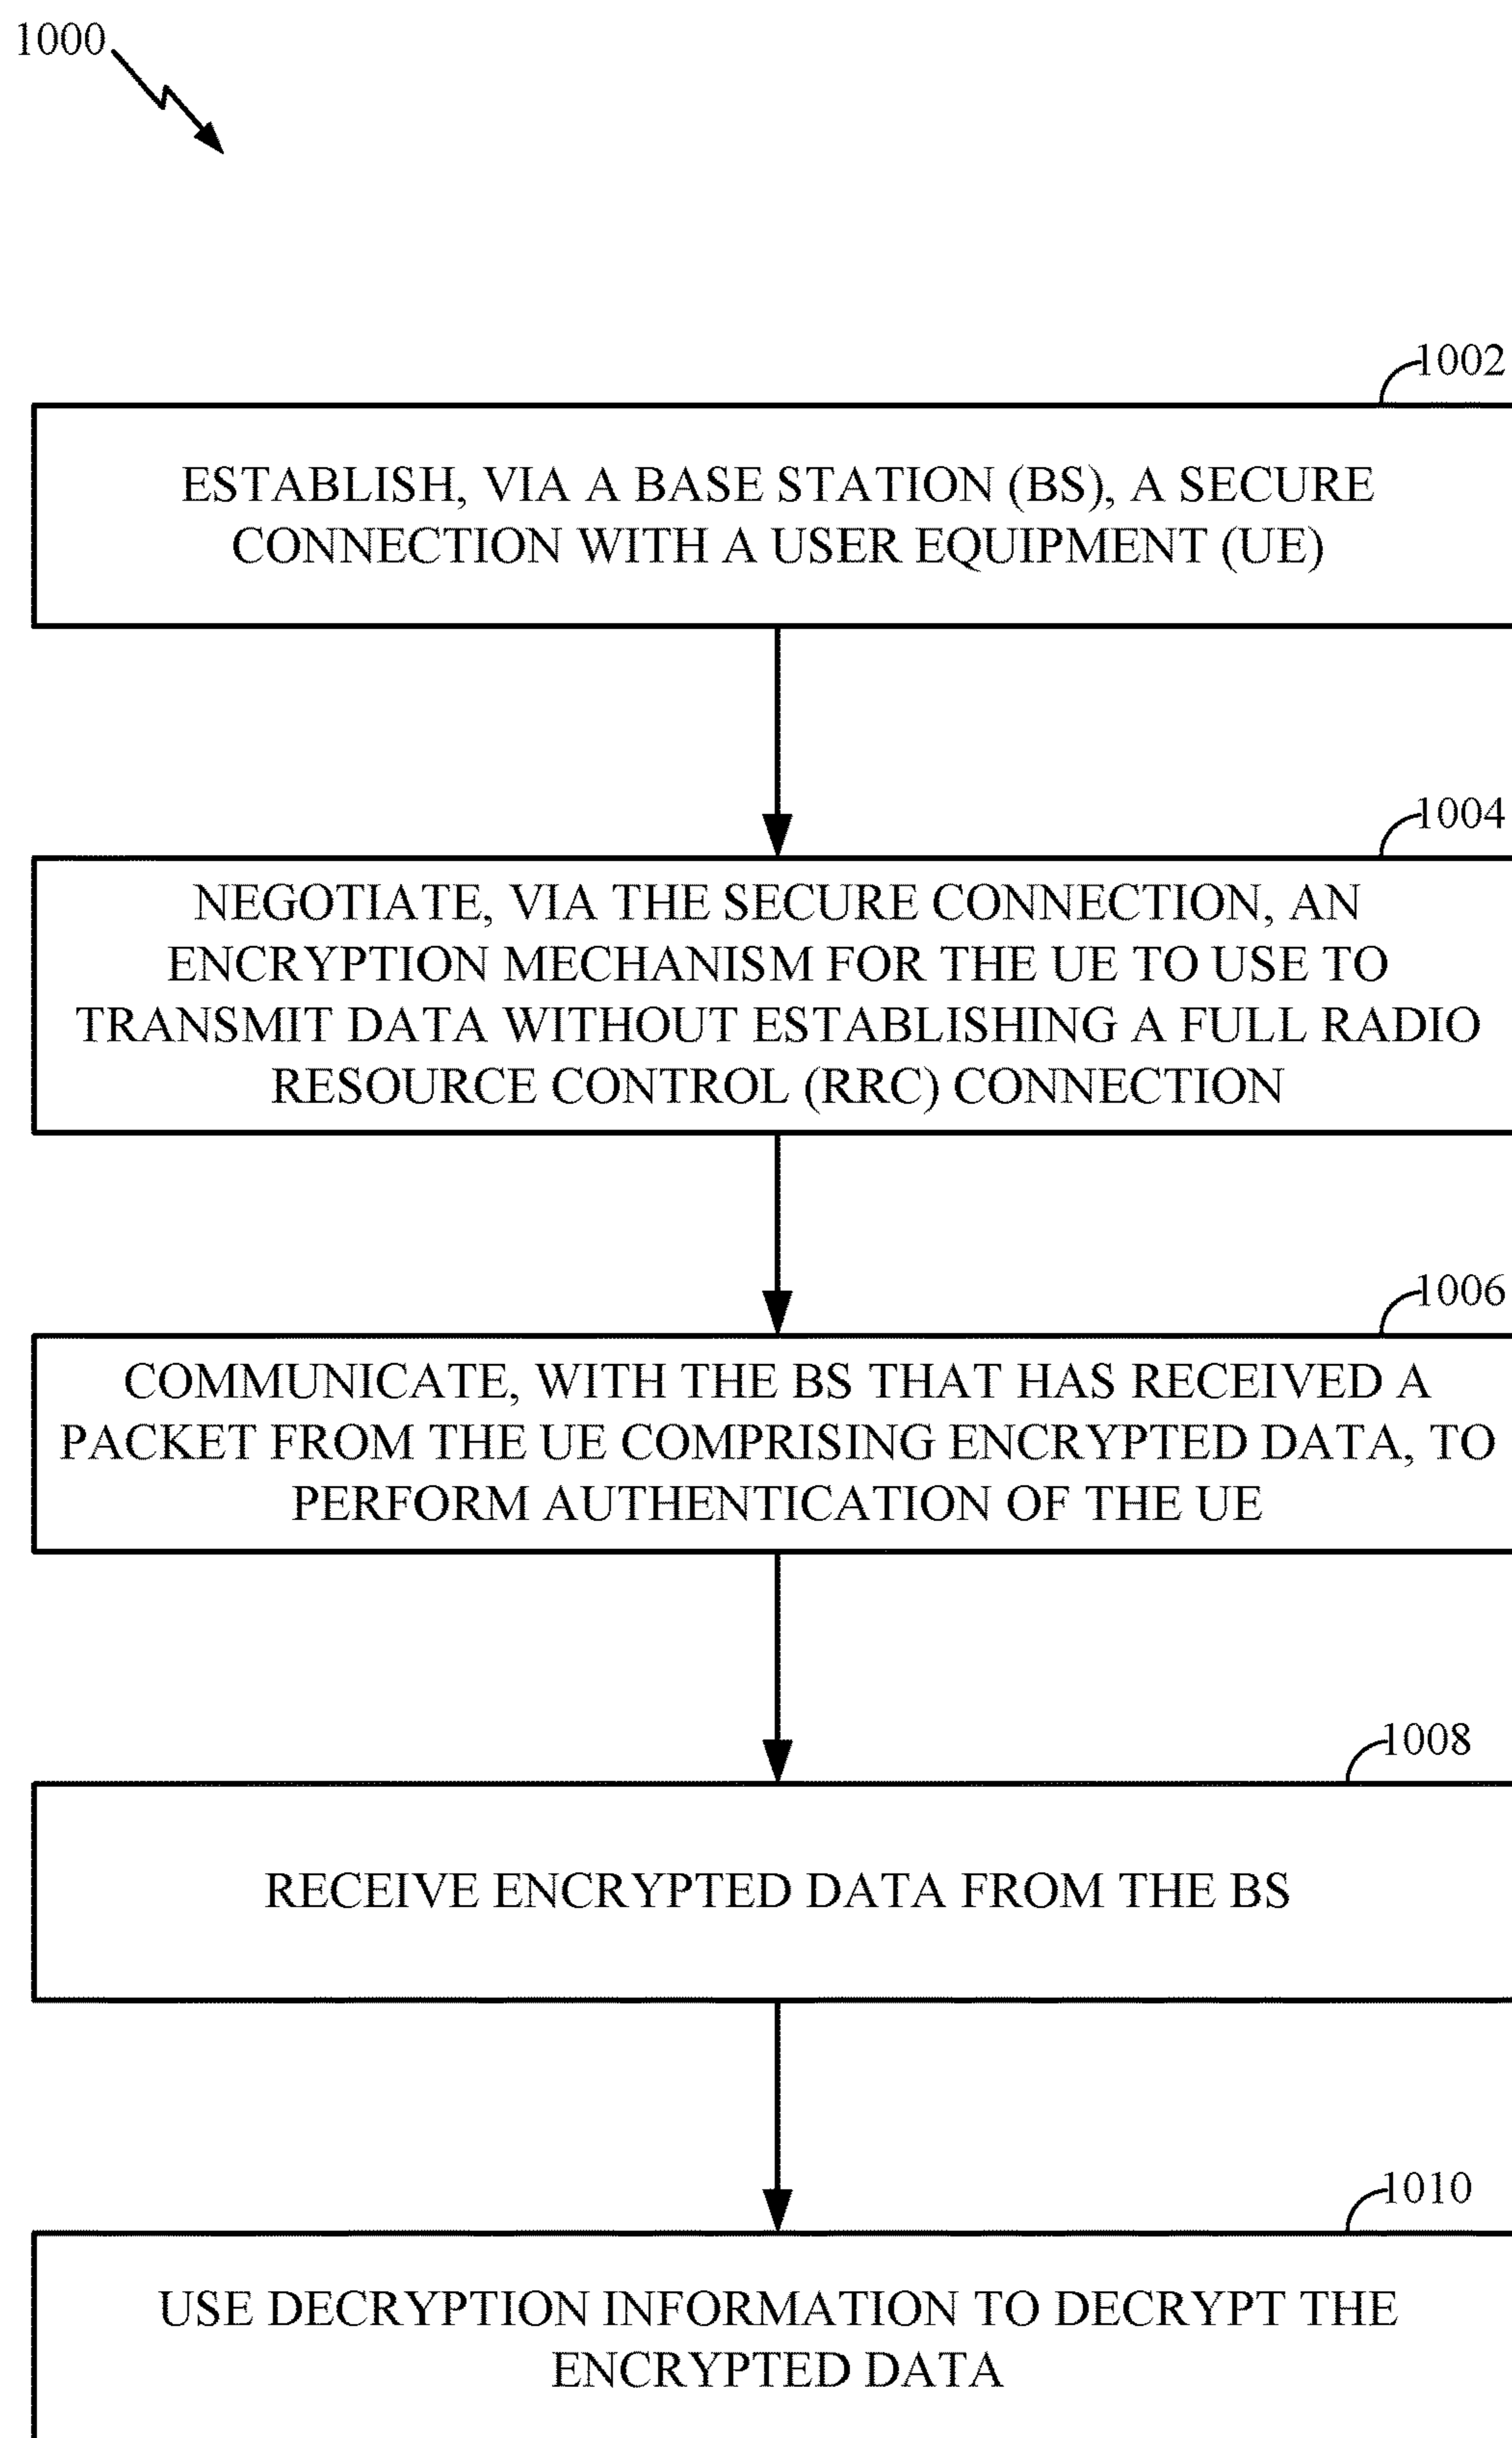 1000
1002
ESTABLISH, VIA A BASE STATION (BS), A SECURE
CONNECTION WITH A USER EQUIPMENT (UE)
1004
NEGOTIATE, VIA THE SECURE CONNECTION, AN
ENCRYPTION MECHANISM FOR THE UE TO USE TO
TRANSMIT DATA WITHOUT ESTABLISHING A FULL RADIO
RESOURCE CONTROL (RRC) CONNECTION
1006
COMMUNICATE, WITH THE BS THAT HAS RECEIVED A
PACKET FROM THE UE COMPRISING ENCRYPTED DATA, TO
PERFORM AUTHENTICATION OF THE UE
1008
RECEIVE ENCRYPTED DATA FROM THE BS
1010
USE DECRYPTION INFORMATION TO DECRYPT THE
ENCRYPTED DATA